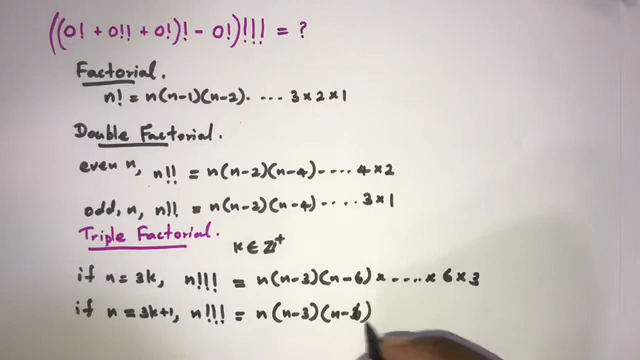 ((0! + 0!! + 0!)! - 0!)!!! = ?
Factorial.
n! = n(n-1)(n-2). .... 3×2×1
Double Factorial.
even n, n!! = n(n-2)(n-4)-....4×2
odd, n, n!! = n(n-2)(n-4)-....3×1
Triple Factorial.
K ∈ Z⁺
if n=3k, n!!! = n(n-3)(n-6)×....×6×3
if n=3k+1, n!!! = n(n-3)(n-6)